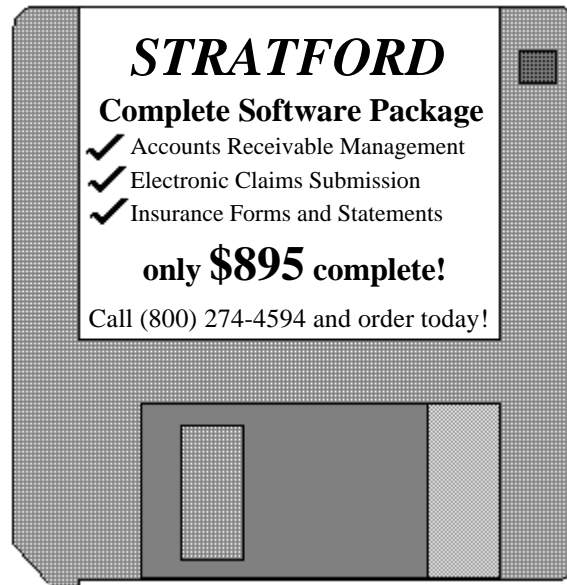 STRATFORD
Complete Software Package
Accounts Receivable Management
Electronic Claims Submission
Insurance Forms and Statements
only $895 complete!
Call (800) 274-4594 and order today!